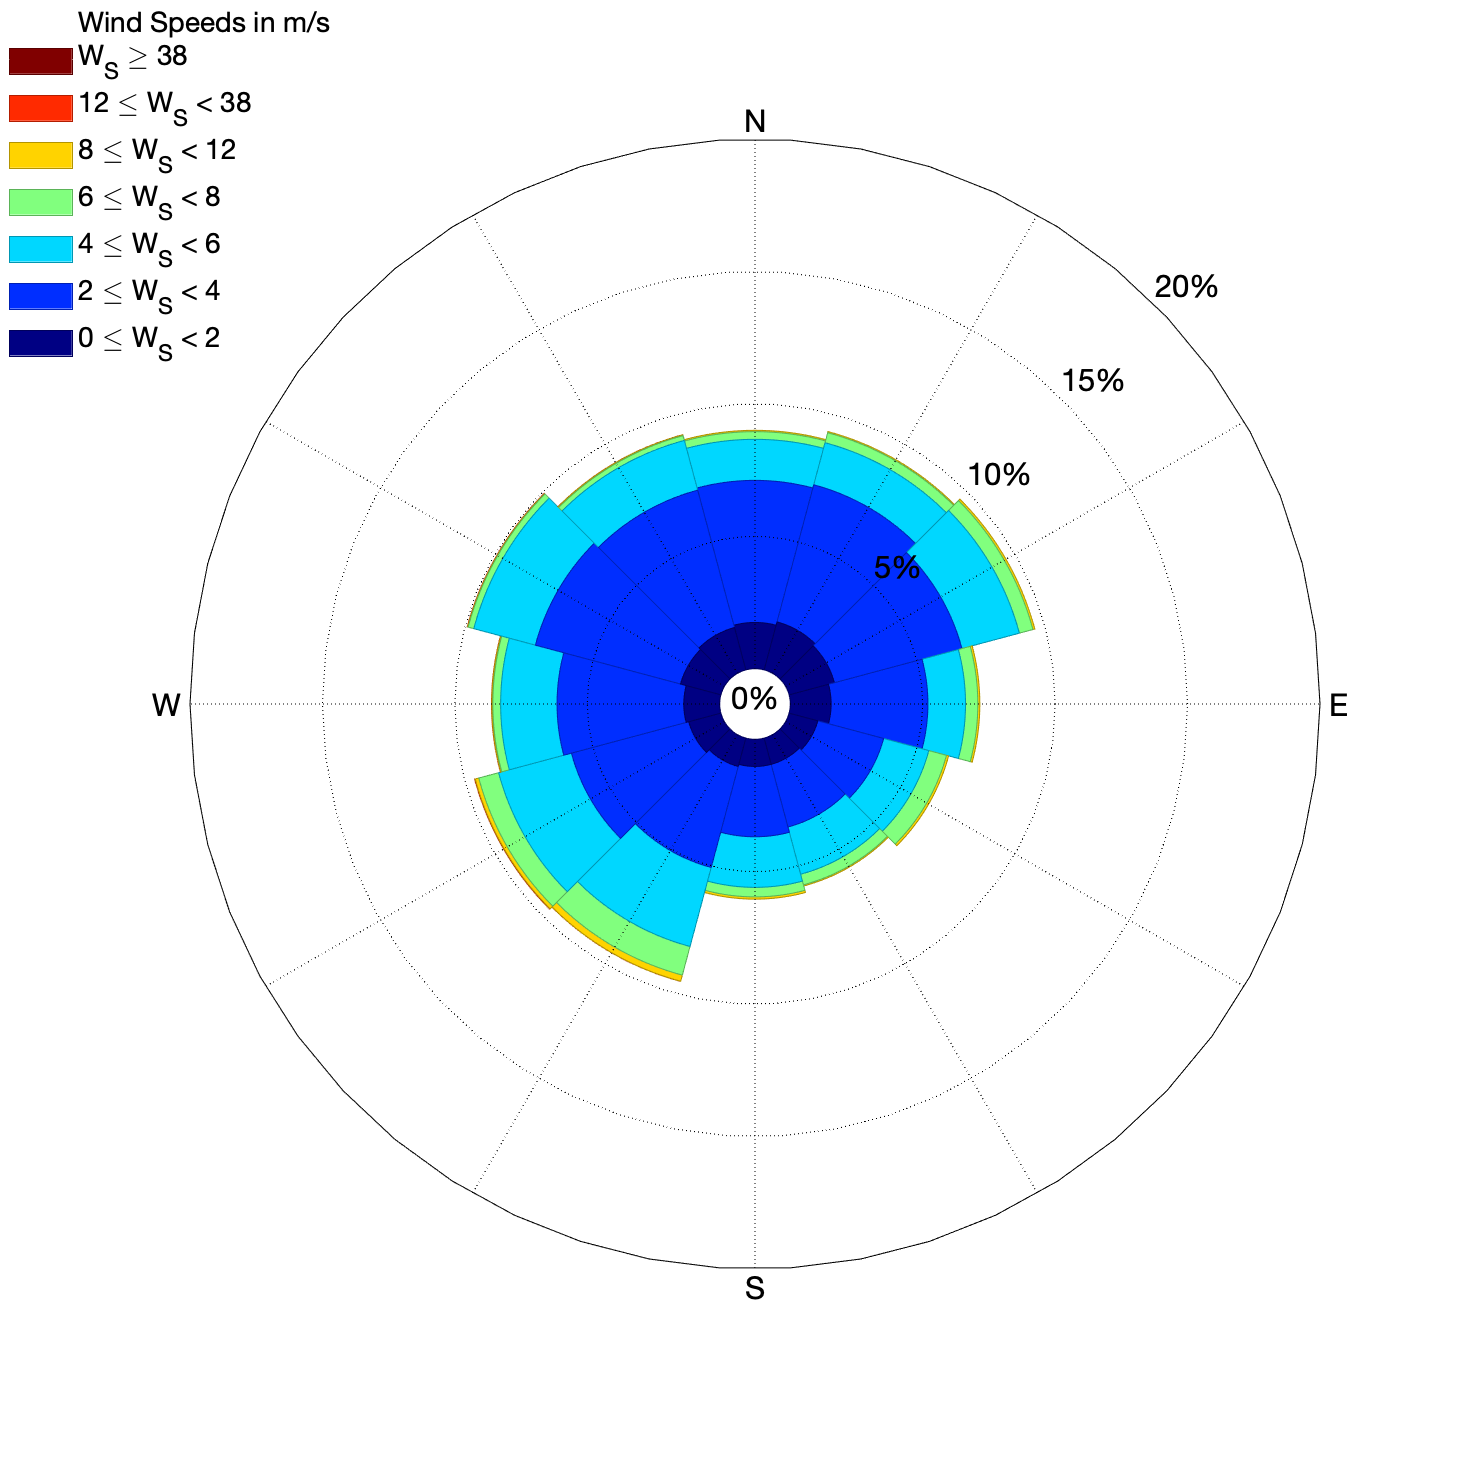 Wind Speeds in m/s
W_S ≥ 38
12 ≤ W_S < 38
8 ≤ W_S < 12
6 ≤ W_S < 8
4 ≤ W_S < 6
2 ≤ W_S < 4
0 ≤ W_S < 2
N
20%
15%
10%
5%
0%
W
E
S